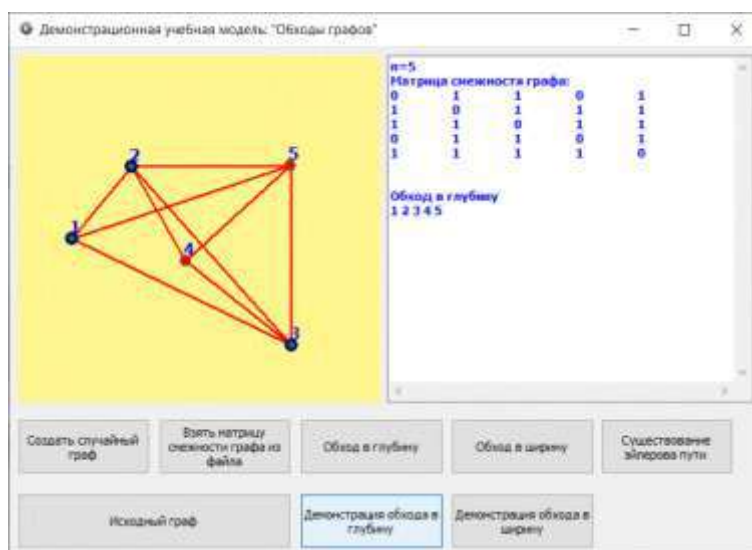 Демонстрационная учебная модель: "Обходы графов"
2
5
1
4
3
n=5
Матрица смежности графа:
0 1 1 0 1
1 0 1 1 1
1 1 0 1 1
0 1 1 0 1
1 1 1 1 0
Обход в глубину
1 2 3 4 5
Создать случайный
граф
Взять матрицу
смежности графа из
файла
Обход в глубину
Обход в ширину
Существование
эйлерова пути
Исходный граф
Демонстрация обхода в
глубину
Демонстрация обхода в
ширину